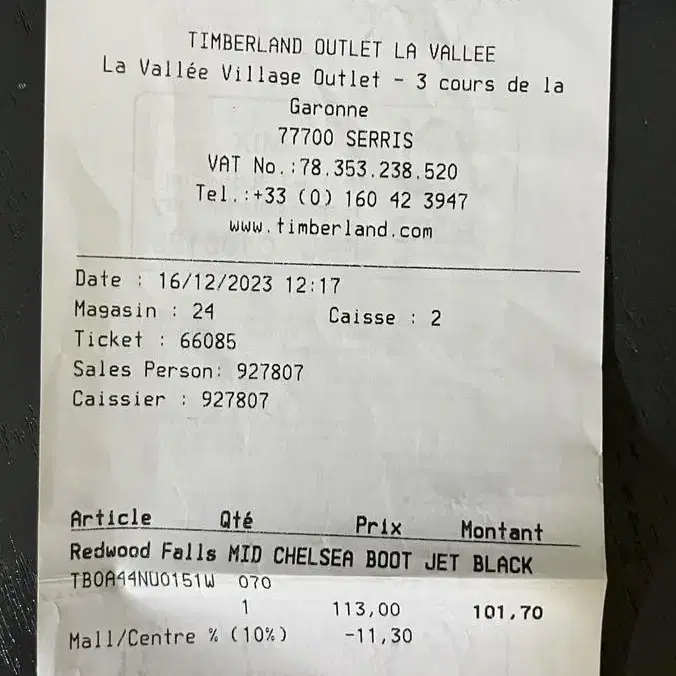 TIMBERLAND OUTLET LA VALLEE
La Vallée Village Outlet - 3 cours de la
Garonne
77700 SERRIS
VAT No.:78.353.238.520
Tel.:+33 (0) 160 42 3947
www.timberland.com
Date : 16/12/2023 12:17
Magasin : 24 Caisse : 2
Ticket : 66085
Sales Person: 927807
Caissier : 927807
Article Qté Prix Montant
Redwood Falls MID CHELSEA BOOT JET BLACK
TB0A44NU0151W 070
1 113,00 101,70
Mall/Centre % (10%) -11,30